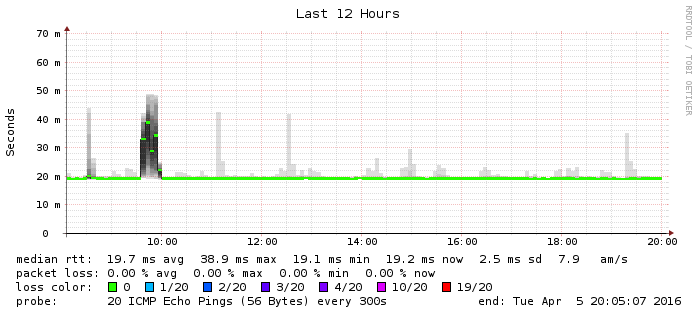 Last 12 Hours
RRDTOOL / TOBI OETIKER
Seconds
70 m
60 m
50 m
40 m
30 m
20 m
10 m
0
10:00 12:00 14:00 16:00 18:00 20:00
median rtt: 19.7 ms avg 38.9 ms max 19.1 ms min 19.2 ms now 2.5 ms sd 7.9 am/s
packet loss: 0.00 % avg 0.00 % max 0.00 % min 0.00 % now
loss color: 0 1/20 2/20 3/20 4/20 10/20 19/20
probe: 20 ICMP Echo Pings (56 Bytes) every 300s end: Tue Apr 5 20:05:07 2016